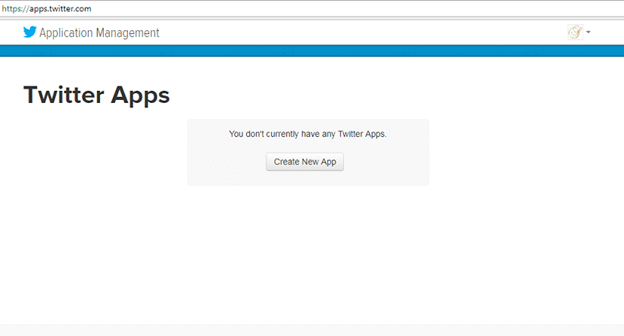 https://apps.twitter.com
Application Management
Twitter Apps
You don't currently have any Twitter Apps.
Create New App